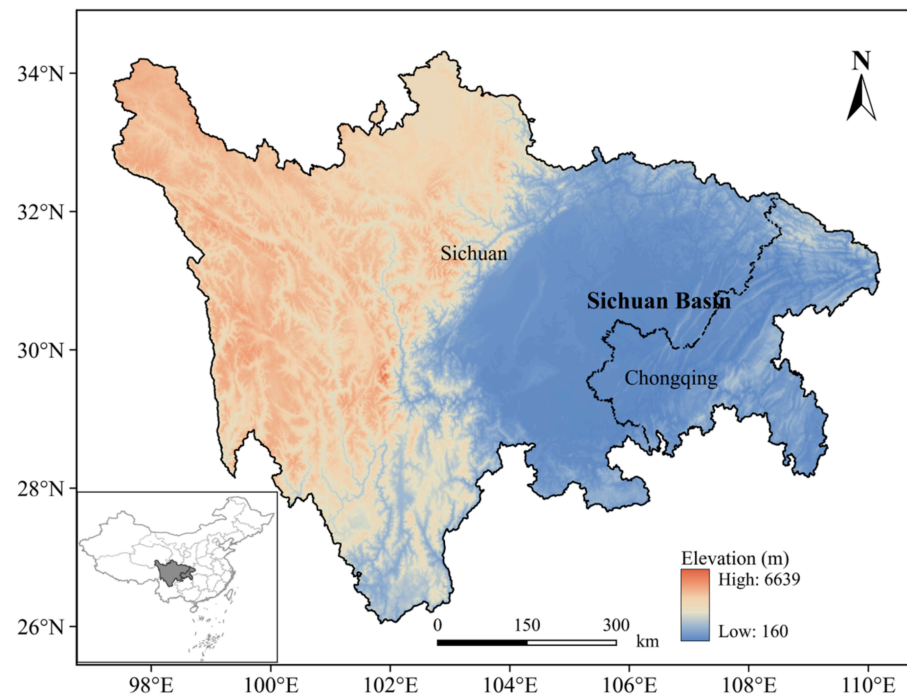 34°N
N
32°N
Sichuan
Sichuan Basin
30°N
Chongqing
28°N
Elevation (m)
High: 6639
Low: 160
26°N
0 150 300
km
98°E 100°E 102°E 104°E 106°E 108°E 110°E